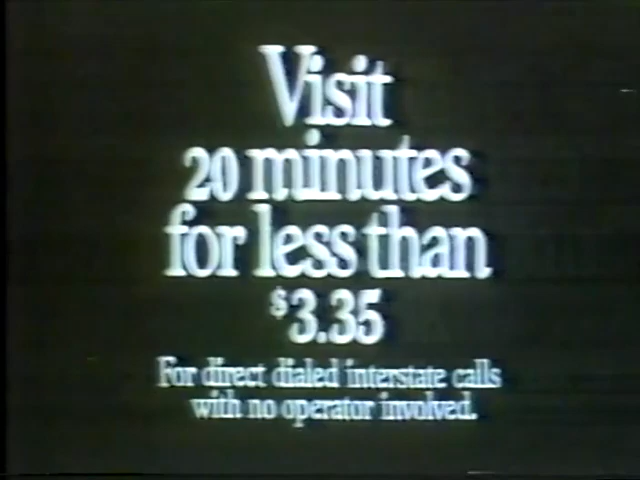 Visit
20 minutes
for less than
$3.35
For direct dialed interstate calls
with no operator involved.